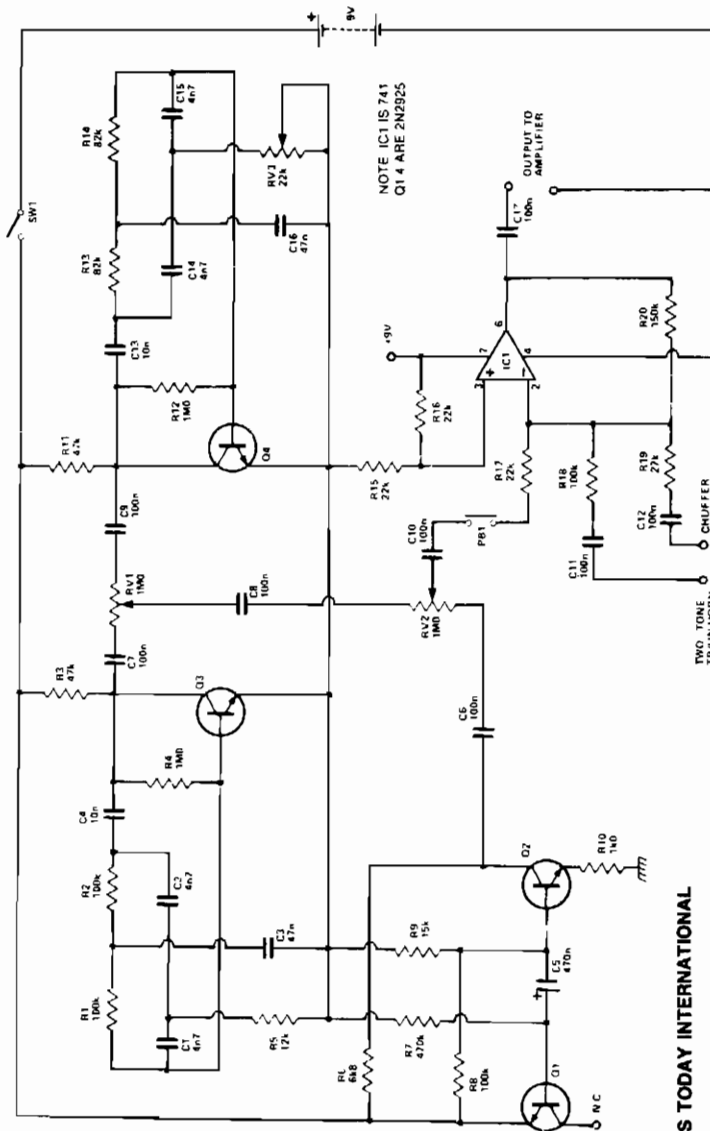 SW1
+
9V
R14
82k
C15
4n7
R13
82k
C14
4n7
RV3
22k
C16
47n
C13
10n
R12
1M0
R11
47k
Q4
C9
100n
RV1
1M0
C8
100n
C7
100n
R3
47k
Q3
R4
1M0
C4
10n
R2
100k
C2
4n7
C3
47n
R1
100k
C1
4n7
R5
12k
NOTE IC1 IS 741
Q1 4 ARE 2N2925
OUTPUT TO
AMPLIFIER
C17
100n
+9V
R16
22k
R15
22k
3
+
7
IC1
6
−
2
4
R20
150k
R17
22k
R18
100k
R19
27k
C12
100n
C11
100n
CHUFFER
TWO TONE
C10
100n
PB1
RV2
1M0
C6
100n
R9
15k
R7
470k
R6
6k8
R8
100k
C5
470n
+
Q2
R10
1k0
Q1
N C
S TODAY INTERNATIONAL